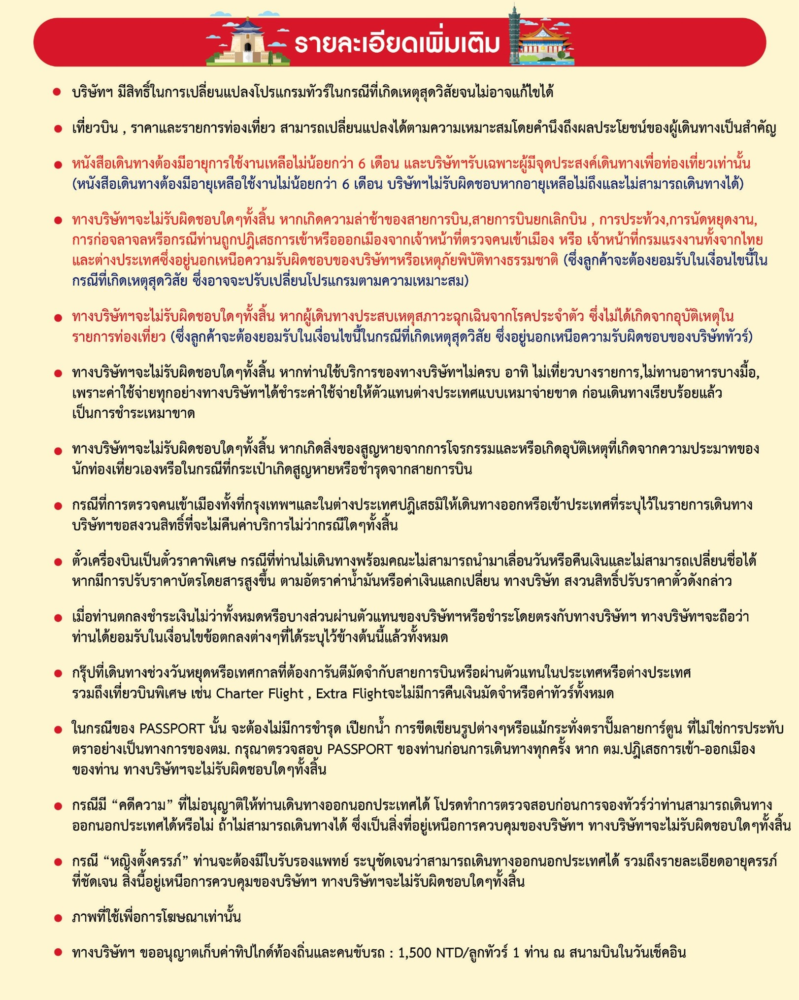 รายละเอียดเพิ่มเติม
บริษัทฯ มีสิทธิ์ในการเปลี่ยนแปลงโปรแกรมทัวร์ในกรณีที่เกิดเหตุสุดวิสัยจนไม่อาจแก้ไขได้
เที่ยวบิน , ราคาและรายการท่องเที่ยว สามารถเปลี่ยนแปลงได้ตามความเหมาะสมโดยคำนึงถึงผลประโยชน์ของผู้เดินทางเป็นสำคัญ
หนังสือเดินทางต้องมีอายุการใช้งานเหลือไม่น้อยกว่า 6 เดือน และบริษัทฯรับเฉพาะผู้มีจุดประสงค์เดินทางเพื่อท่องเที่ยวเท่านั้น
(หนังสือเดินทางต้องมีอายุเหลือใช้งานไม่น้อยกว่า 6 เดือน บริษัทฯไม่รับผิดชอบหากอายุเหลือไม่ถึงและไม่สามารถเดินทางได้)
ทางบริษัทฯจะไม่รับผิดชอบใดๆทั้งสิ้น หากเกิดความล่าช้าของสายการบิน,สายการบินยกเลิกบิน , การประท้วง,การนัดหยุดงาน,
การก่อจลาจลหรือกรณีท่านถูกปฎิเสธการเข้าหรือออกเมืองจากเจ้าหน้าที่ตรวจคนเข้าเมือง หรือ เจ้าหน้าที่กรมแรงงานทั้งจากไทย
และต่างประเทศซึ่งอยู่นอกเหนือความรับผิดชอบของบริษัทฯหรือเหตุภัยพิบัติทางธรรมชาติ (ซึ่งลูกค้าจะต้องยอมรับในเงื่อนไขนี้ใน
กรณีที่เกิดเหตุสุดวิสัย ซึ่งอาจจะปรับเปลี่ยนโปรแกรมตามความเหมาะสม)
ทางบริษัทฯจะไม่รับผิดชอบใดๆทั้งสิ้น หากผู้เดินทางประสบเหตุสภาวะฉุกเฉินจากโรคประจำตัว ซึ่งไม่ได้เกิดจากอุบัติเหตุใน
รายการท่องเที่ยว (ซึ่งลูกค้าจะต้องยอมรับในเงื่อนไขนี้ในกรณีที่เกิดเหตุสุดวิสัย ซึ่งอยู่นอกเหนือความรับผิดชอบของบริษัททัวร์)
ทางบริษัทฯจะไม่รับผิดชอบใดๆทั้งสิ้น หากท่านใช้บริการของทางบริษัทฯไม่ครบ อาทิ ไม่เที่ยวบางรายการ,ไม่ทานอาหารบางมื้อ,
เพราะค่าใช้จ่ายทุกอย่างทางบริษัทฯได้ชำระค่าใช้จ่ายให้ตัวแทนต่างประเทศแบบเหมาจ่ายขาด ก่อนเดินทางเรียบร้อยแล้ว
เป็นการชำระเหมาขาด
ทางบริษัทฯจะไม่รับผิดชอบใดๆทั้งสิ้น หากเกิดสิ่งของสูญหายจากการโจรกรรมและหรือเกิดอุบัติเหตุที่เกิดจากความประมาทของ
นักท่องเที่ยวเองหรือในกรณีที่กระเป๋าเกิดสูญหายหรือชำรุดจากสายการบิน
กรณีที่การตรวจคนเข้าเมืองทั้งที่กรุงเทพฯและในต่างประเทศปฎิเสธมิให้เดินทางออกหรือเข้าประเทศที่ระบุไว้ในรายการเดินทาง
บริษัทฯขอสงวนสิทธิ์ที่จะไม่คืนค่าบริการไม่ว่ากรณีใดๆทั้งสิ้น
ตั๋วเครื่องบินเป็นตั๋วราคาพิเศษ กรณีที่ท่านไม่เดินทางพร้อมคณะไม่สามารถนำมาเลื่อนวันหรือคืนเงินและไม่สามารถเปลี่ยนชื่อได้
หากมีการปรับราคาบัตรโดยสารสูงขึ้น ตามอัตราค่าน้ำมันหรือค่าเงินแลกเปลี่ยน ทางบริษัท สงวนสิทธิ์ปรับราคาตั๋วดังกล่าว
เมื่อท่านตกลงชำระเงินไม่ว่าทั้งหมดหรือบางส่วนผ่านตัวแทนของบริษัทฯหรือชำระโดยตรงกับทางบริษัทฯ ทางบริษัทฯจะถือว่า
ท่านได้ยอมรับในเงื่อนไขข้อตกลงต่างๆที่ได้ระบุไว้ข้างต้นนี้แล้วทั้งหมด
กรุ๊ปที่เดินทางช่วงวันหยุดหรือเทศกาลที่ต้องการันตีมัดจำกับสายการบินหรือผ่านตัวแทนในประเทศหรือต่างประเทศ
รวมถึงเที่ยวบินพิเศษ เช่น Charter Flight , Extra Flightจะไม่มีการคืนเงินมัดจำหรือค่าทัวร์ทั้งหมด
ในกรณีของ PASSPORT นั้น จะต้องไม่มีการชำรุด เปียกน้ำ การขีดเขียนรูปต่างๆหรือแม้กระทั่งตราปั๊มลายการ์ตูน ที่ไม่ใช่การประทับ
ตราอย่างเป็นทางการของตม. กรุณาตรวจสอบ PASSPORT ของท่านก่อนการเดินทางทุกครั้ง หาก ตม.ปฎิเสธการเข้า-ออกเมือง
ของท่าน ทางบริษัทฯจะไม่รับผิดชอบใดๆทั้งสิ้น
กรณีมี “คดีความ” ที่ไม่อนุญาติให้ท่านเดินทางออกนอกประเทศได้ โปรดทำการตรวจสอบก่อนการจองทัวร์ว่าท่านสามารถเดินทาง
ออกนอกประเทศได้หรือไม่ ถ้าไม่สามารถเดินทางได้ ซึ่งเป็นสิ่งที่อยู่เหนือการควบคุมของบริษัทฯ ทางบริษัทฯจะไม่รับผิดชอบใดๆทั้งสิ้น
กรณี “หญิงตั้งครรภ์” ท่านจะต้องมีใบรับรองแพทย์ ระบุชัดเจนว่าสามารถเดินทางออกนอกประเทศได้ รวมถึงรายละเอียดอายุครรภ์
ที่ชัดเจน สิ่งนี้อยู่เหนือการควบคุมของบริษัทฯ ทางบริษัทฯจะไม่รับผิดชอบใดๆทั้งสิ้น
ภาพที่ใช้เพื่อการโฆษณาเท่านั้น
ทางบริษัทฯ ขออนุญาตเก็บค่าทิปไกด์ท้องถิ่นและคนขับรถ : 1,500 NTD/ลูกทัวร์ 1 ท่าน ณ สนามบินในวันเช็คอิน